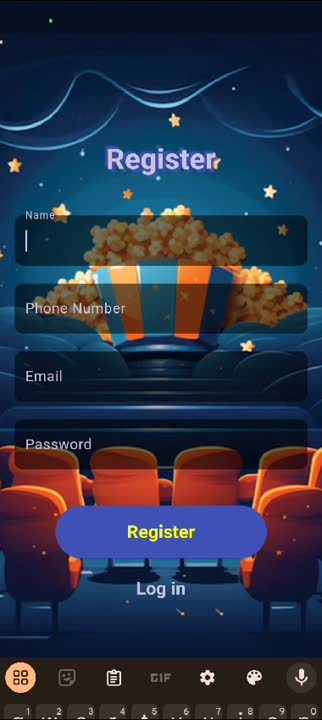 Register
Name
Phone Number
Email
Password
Register
Log in
GIF
1 2 3 4 5 6 7 8 9 0